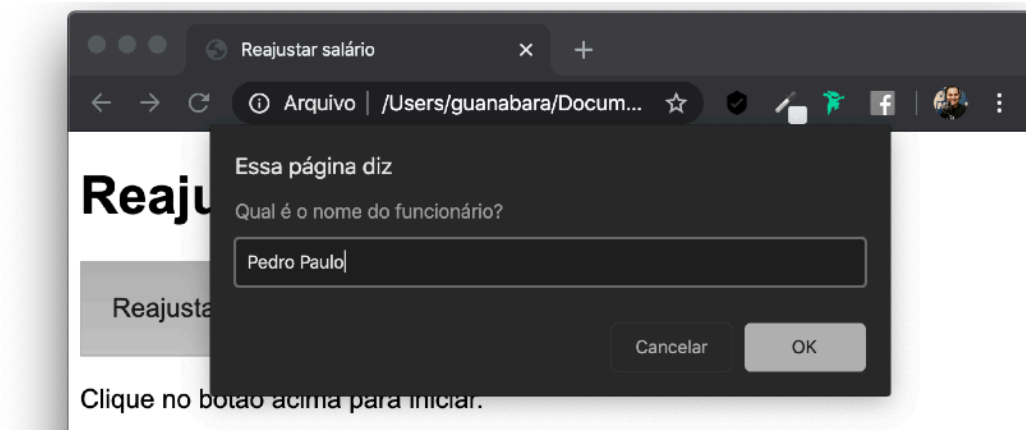 Reajustar salário
Arquivo | /Users/guanabara/Docum...
Essa página diz
Reaju
Qual é o nome do funcionário?
Pedro Paulo
Reajusta
Cancelar
OK
Clique no botão acima para iniciar.